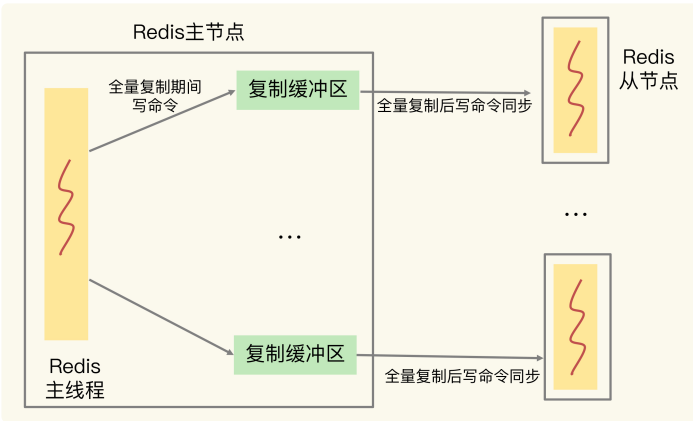 Redis主节点
全量复制期间
写命令
复制缓冲区
全量复制后写命令同步
Redis
从节点
...
...
复制缓冲区
全量复制后写命令同步
Redis
主线程